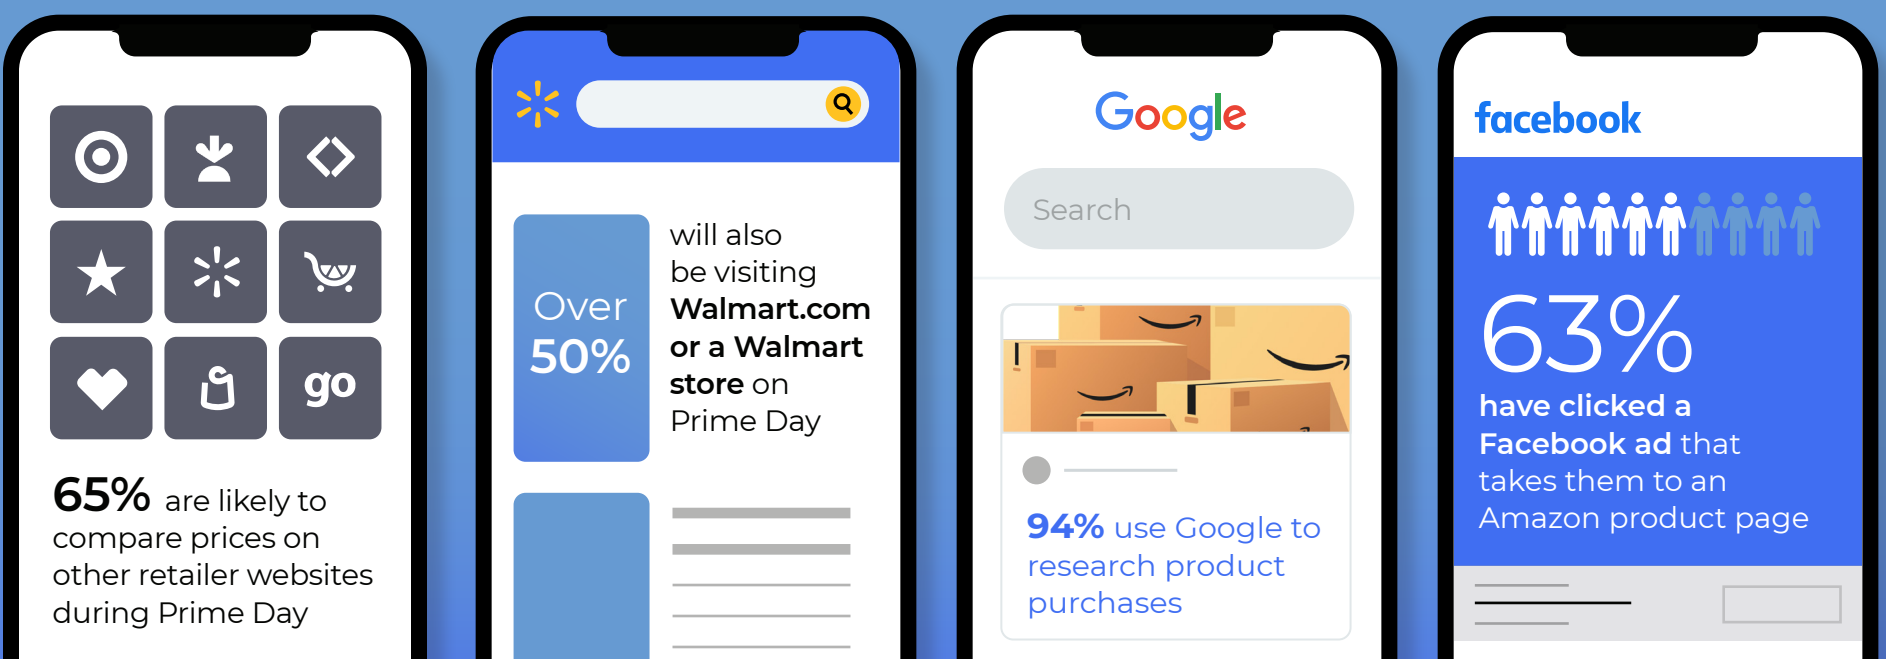 go
65% are likely to
compare prices on
other retailer websites
during Prime Day
Over
50%
will also
be visiting
Walmart.com
or a Walmart
store on
Prime Day
Google
Search
94% use Google to
research product
purchases
facebook
63%
have clicked a
Facebook ad that
takes them to an
Amazon product page